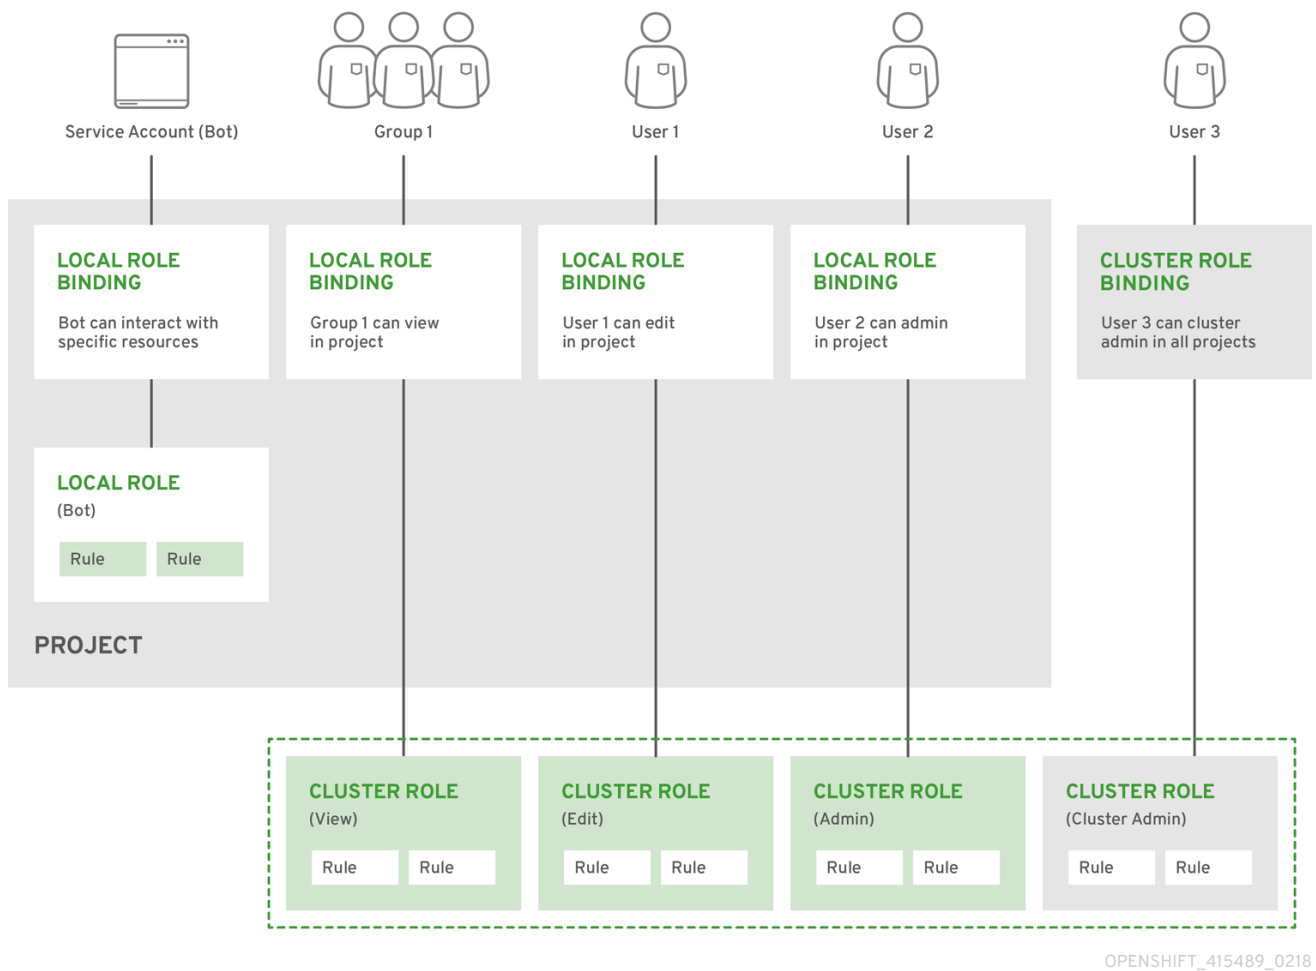 Service Account (Bot)
Group 1
User 1
User 2
User 3
LOCAL ROLE
BINDING
Bot can interact with
specific resources
LOCAL ROLE
BINDING
Group 1 can view
in project
LOCAL ROLE
BINDING
User 1 can edit
in project
LOCAL ROLE
BINDING
User 2 can admin
in project
CLUSTER ROLE
BINDING
User 3 can cluster
admin in all projects
LOCAL ROLE
(Bot)
Rule
Rule
PROJECT
CLUSTER ROLE
(View)
Rule
Rule
CLUSTER ROLE
(Edit)
Rule
Rule
CLUSTER ROLE
(Admin)
Rule
Rule
CLUSTER ROLE
(Cluster Admin)
Rule
Rule
OPENSHIFT_415489_0218